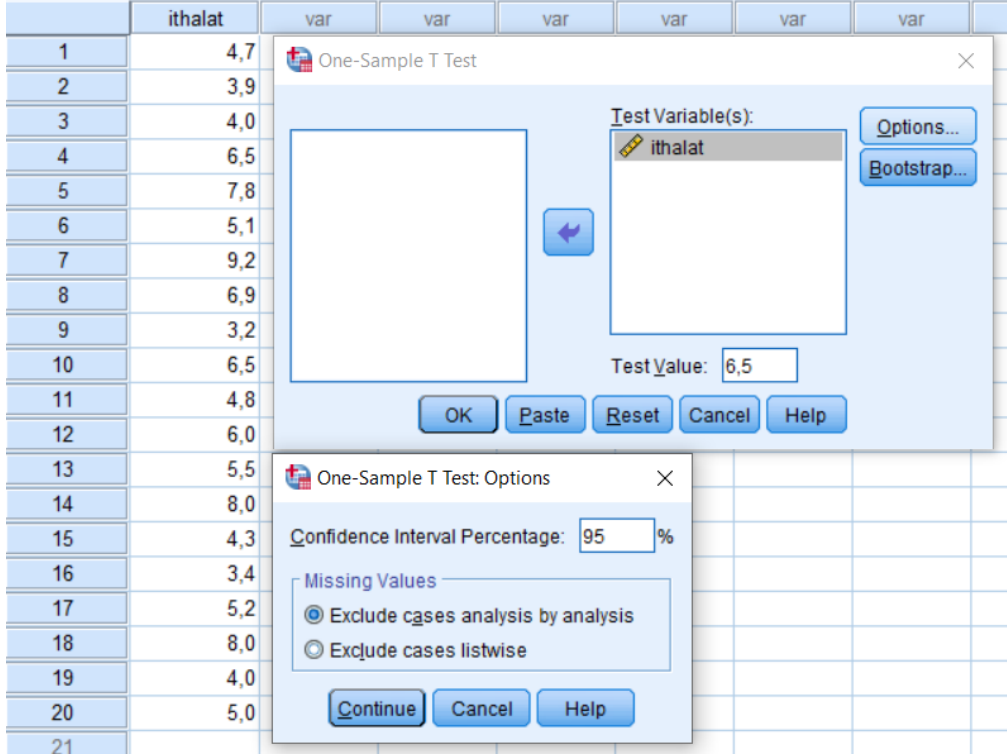 ithalat var var var var var var
1 4,7
One-Sample T Test
2 3,9
3 4,0
Test Variable(s):
Options...
4 6,5
ithalat
5 7,8
Bootstrap...
6 5,1
7 9,2
8 6,9
9 3,2
10 6,5
Test Value: 6,5
11 4,8
OK Paste Reset Cancel Help
12 6,0
13 5,5
One-Sample T Test: Options
14 8,0
15 4,3
Confidence Interval Percentage: 95 %
16 3,4
Missing Values
17 5,2
Exclude cases analysis by analysis
18 8,0
Exclude cases listwise
19 4,0
20 5,0
Continue Cancel Help
21